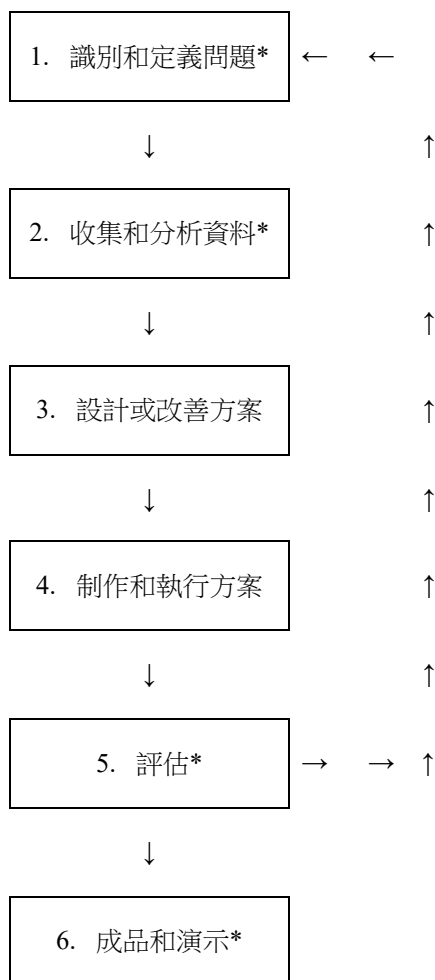 1. 識別和定義問題* ← ←
↓ ↑
2. 收集和分析資料* ↑
↓ ↑
3. 設計或改善方案 ↑
↓ ↑
4. 制作和執行方案 ↑
↓ ↑
5. 評估* → → ↑
↓
6. 成品和演示*